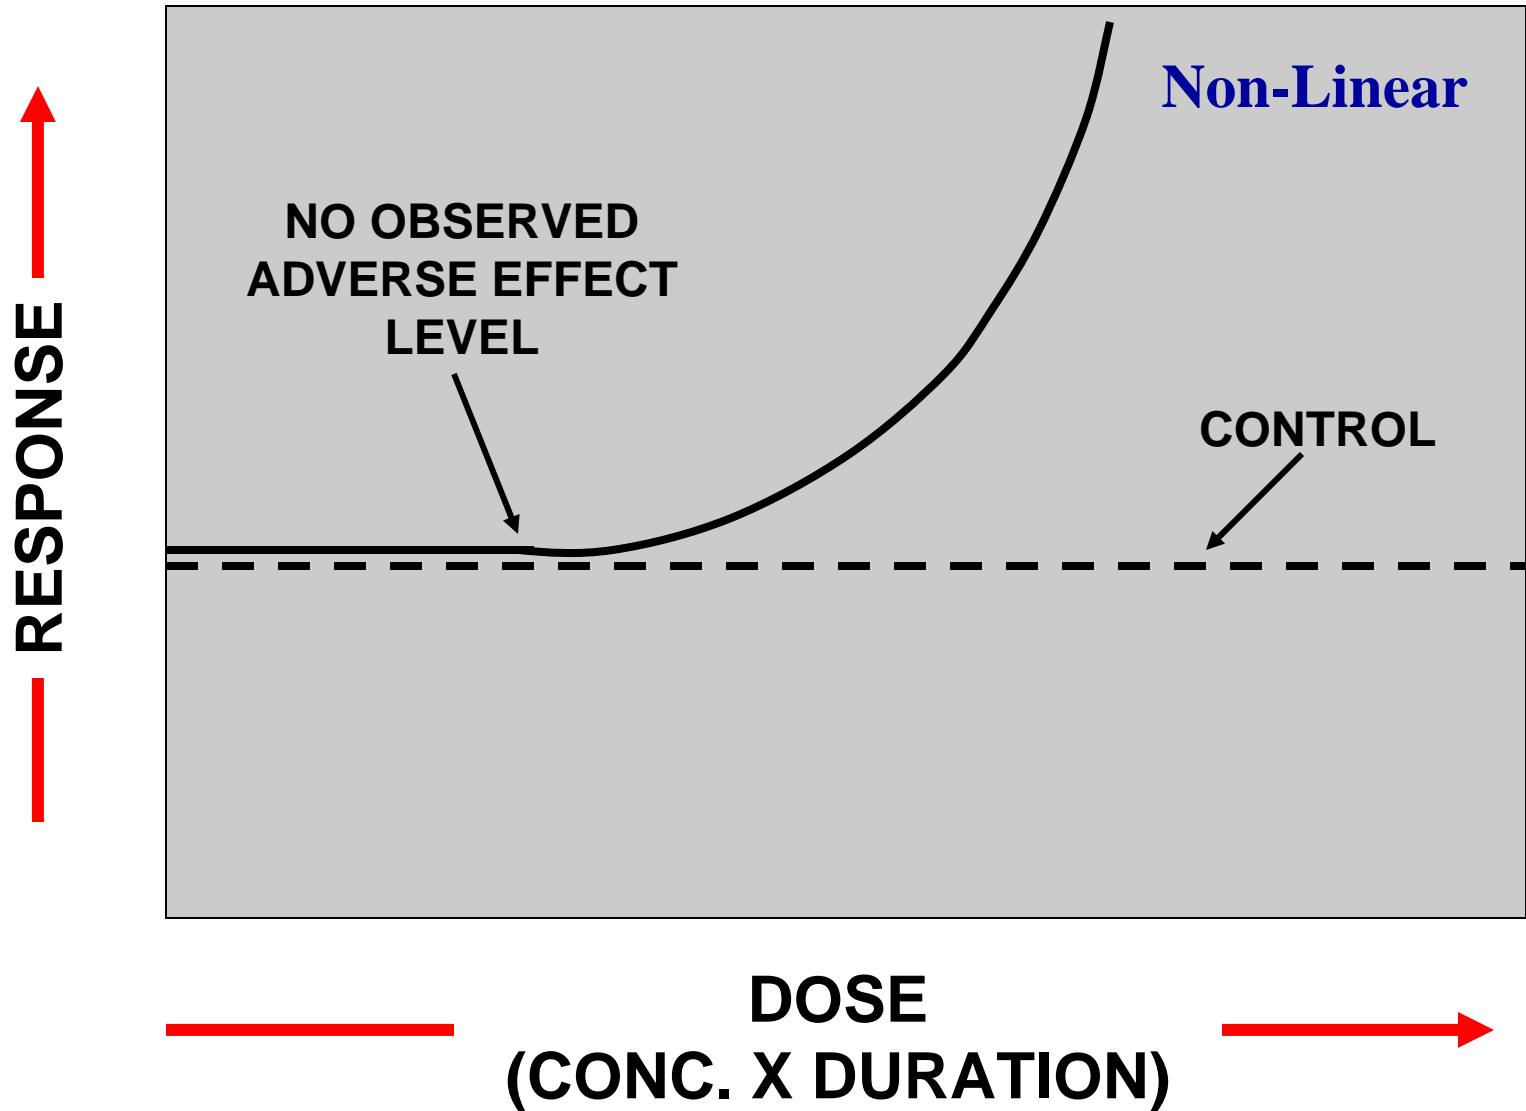 Non-Linear
NO OBSERVED
ADVERSE EFFECT
LEVEL
CONTROL
RESPONSE
DOSE
(CONC. X DURATION)